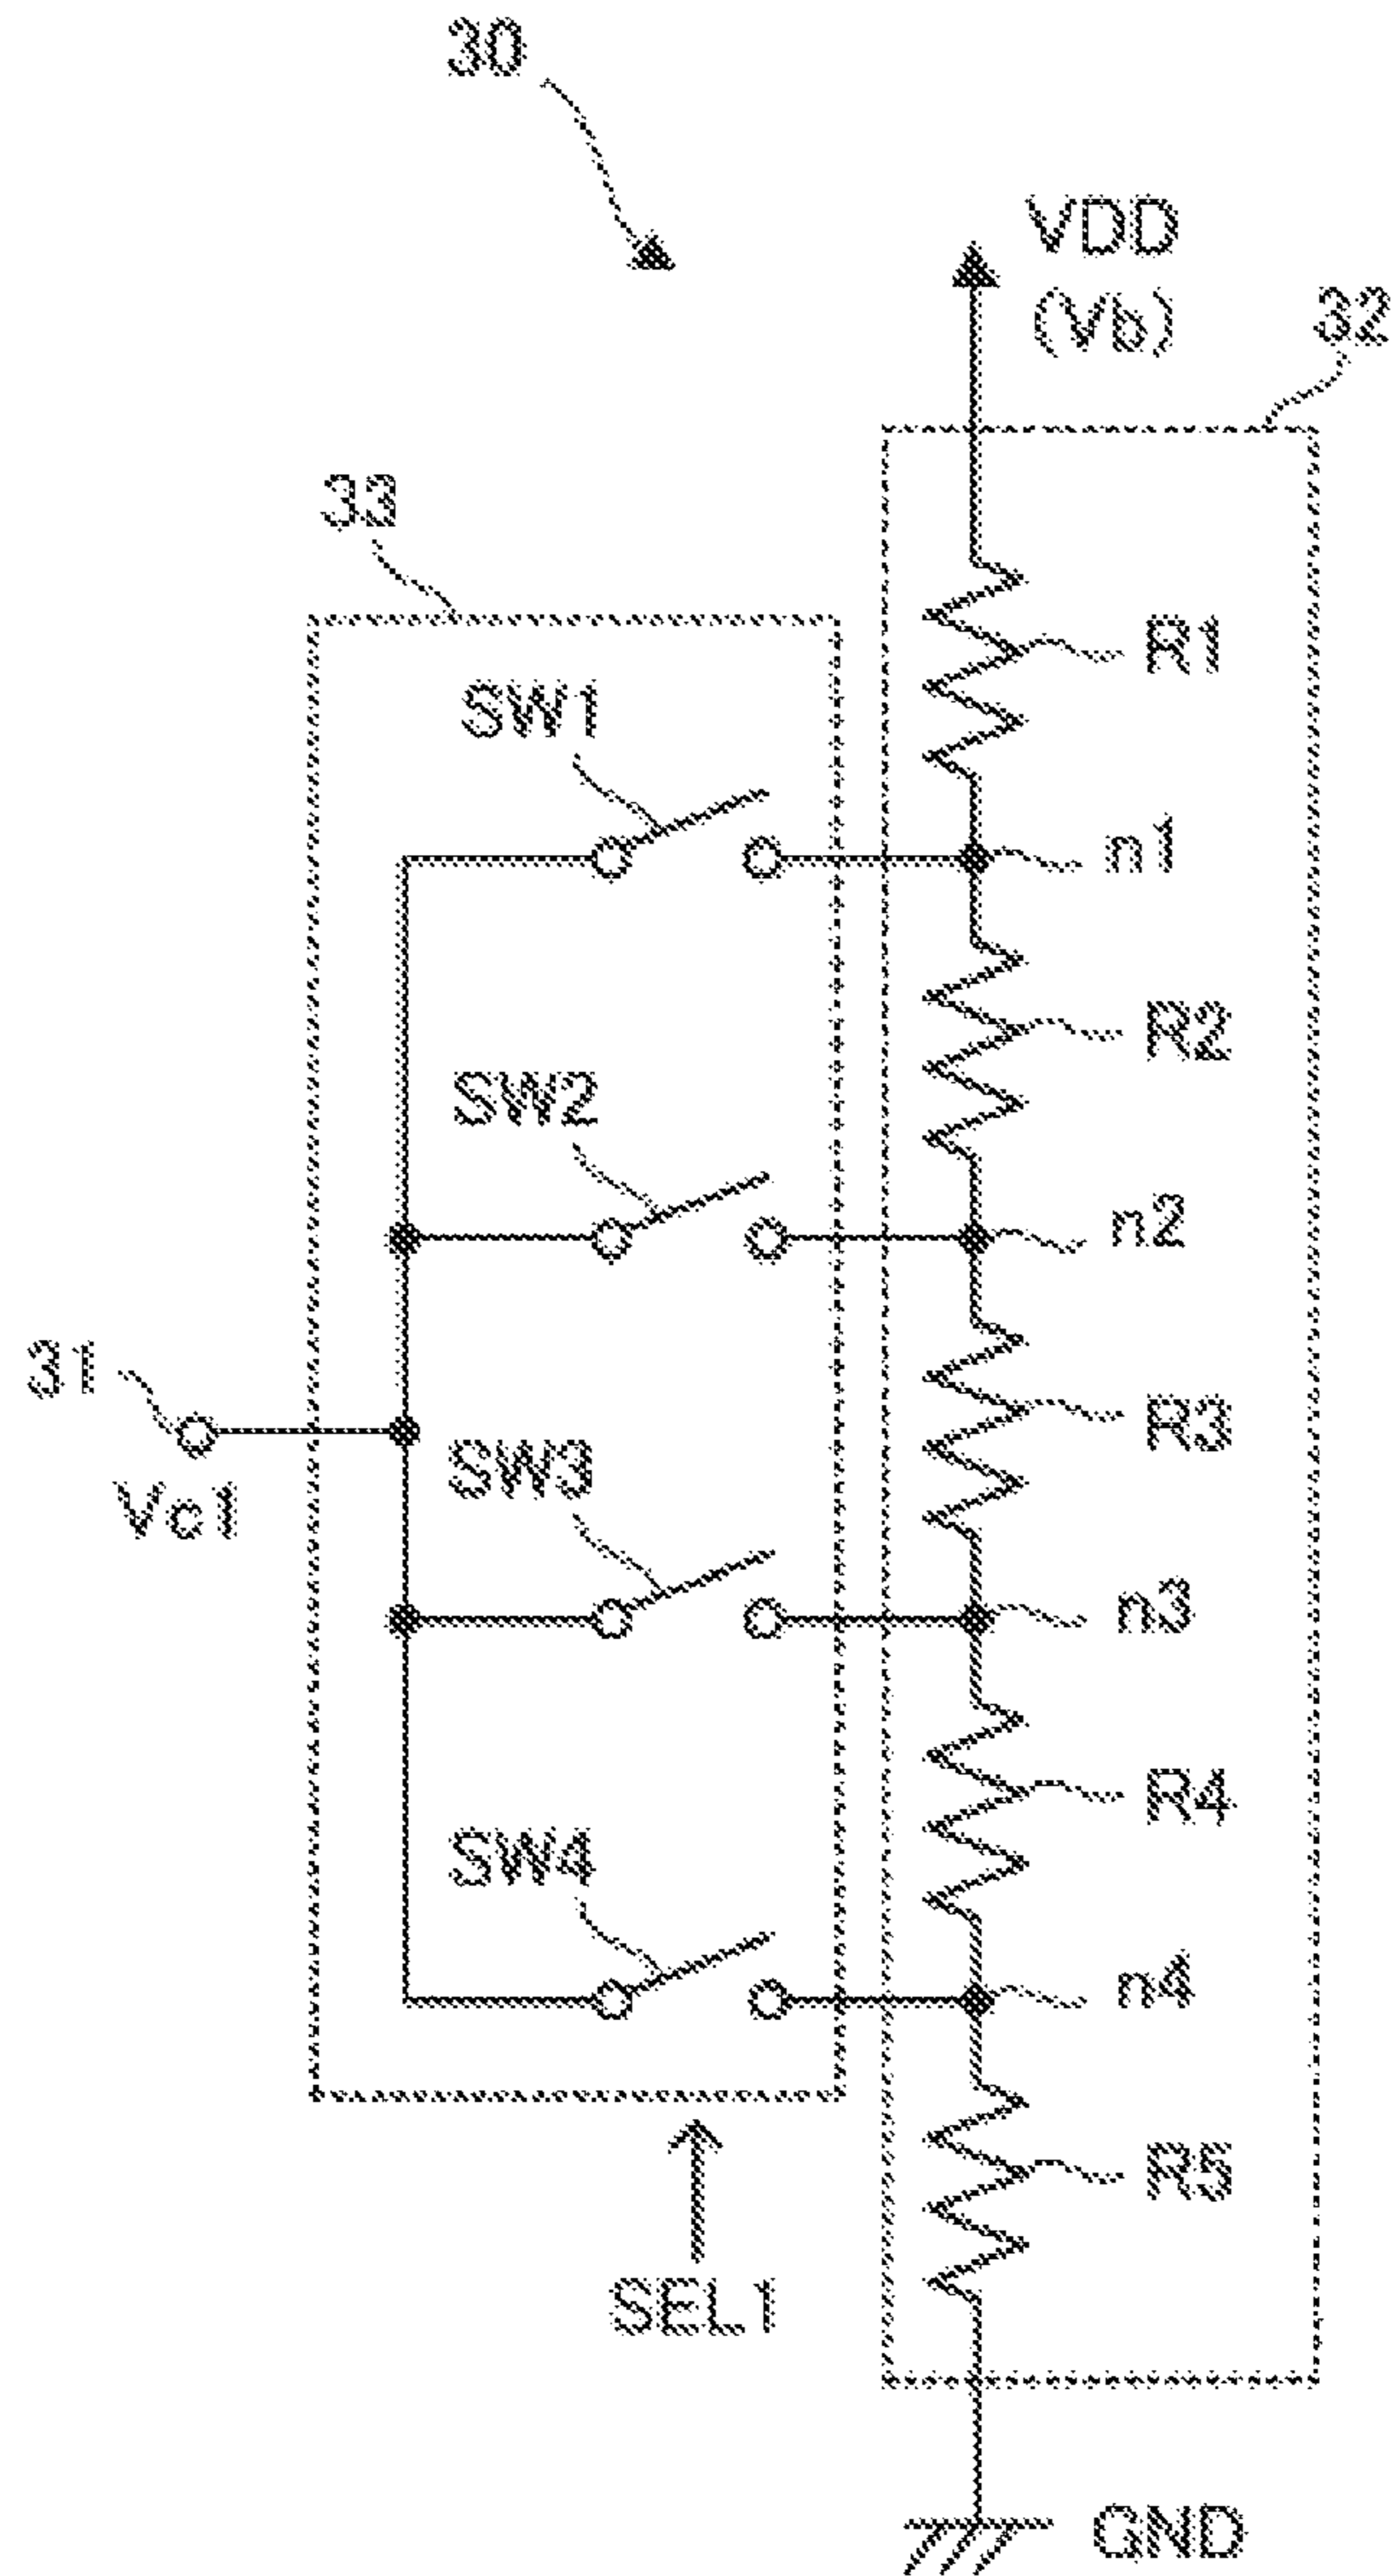 30
VDD
(Vb)
32
33
R1
SW1
n1
R2
SW2
n2
31
R3
SW3
Vc1
n3
R4
SW4
n4
R5
SEL1
GND